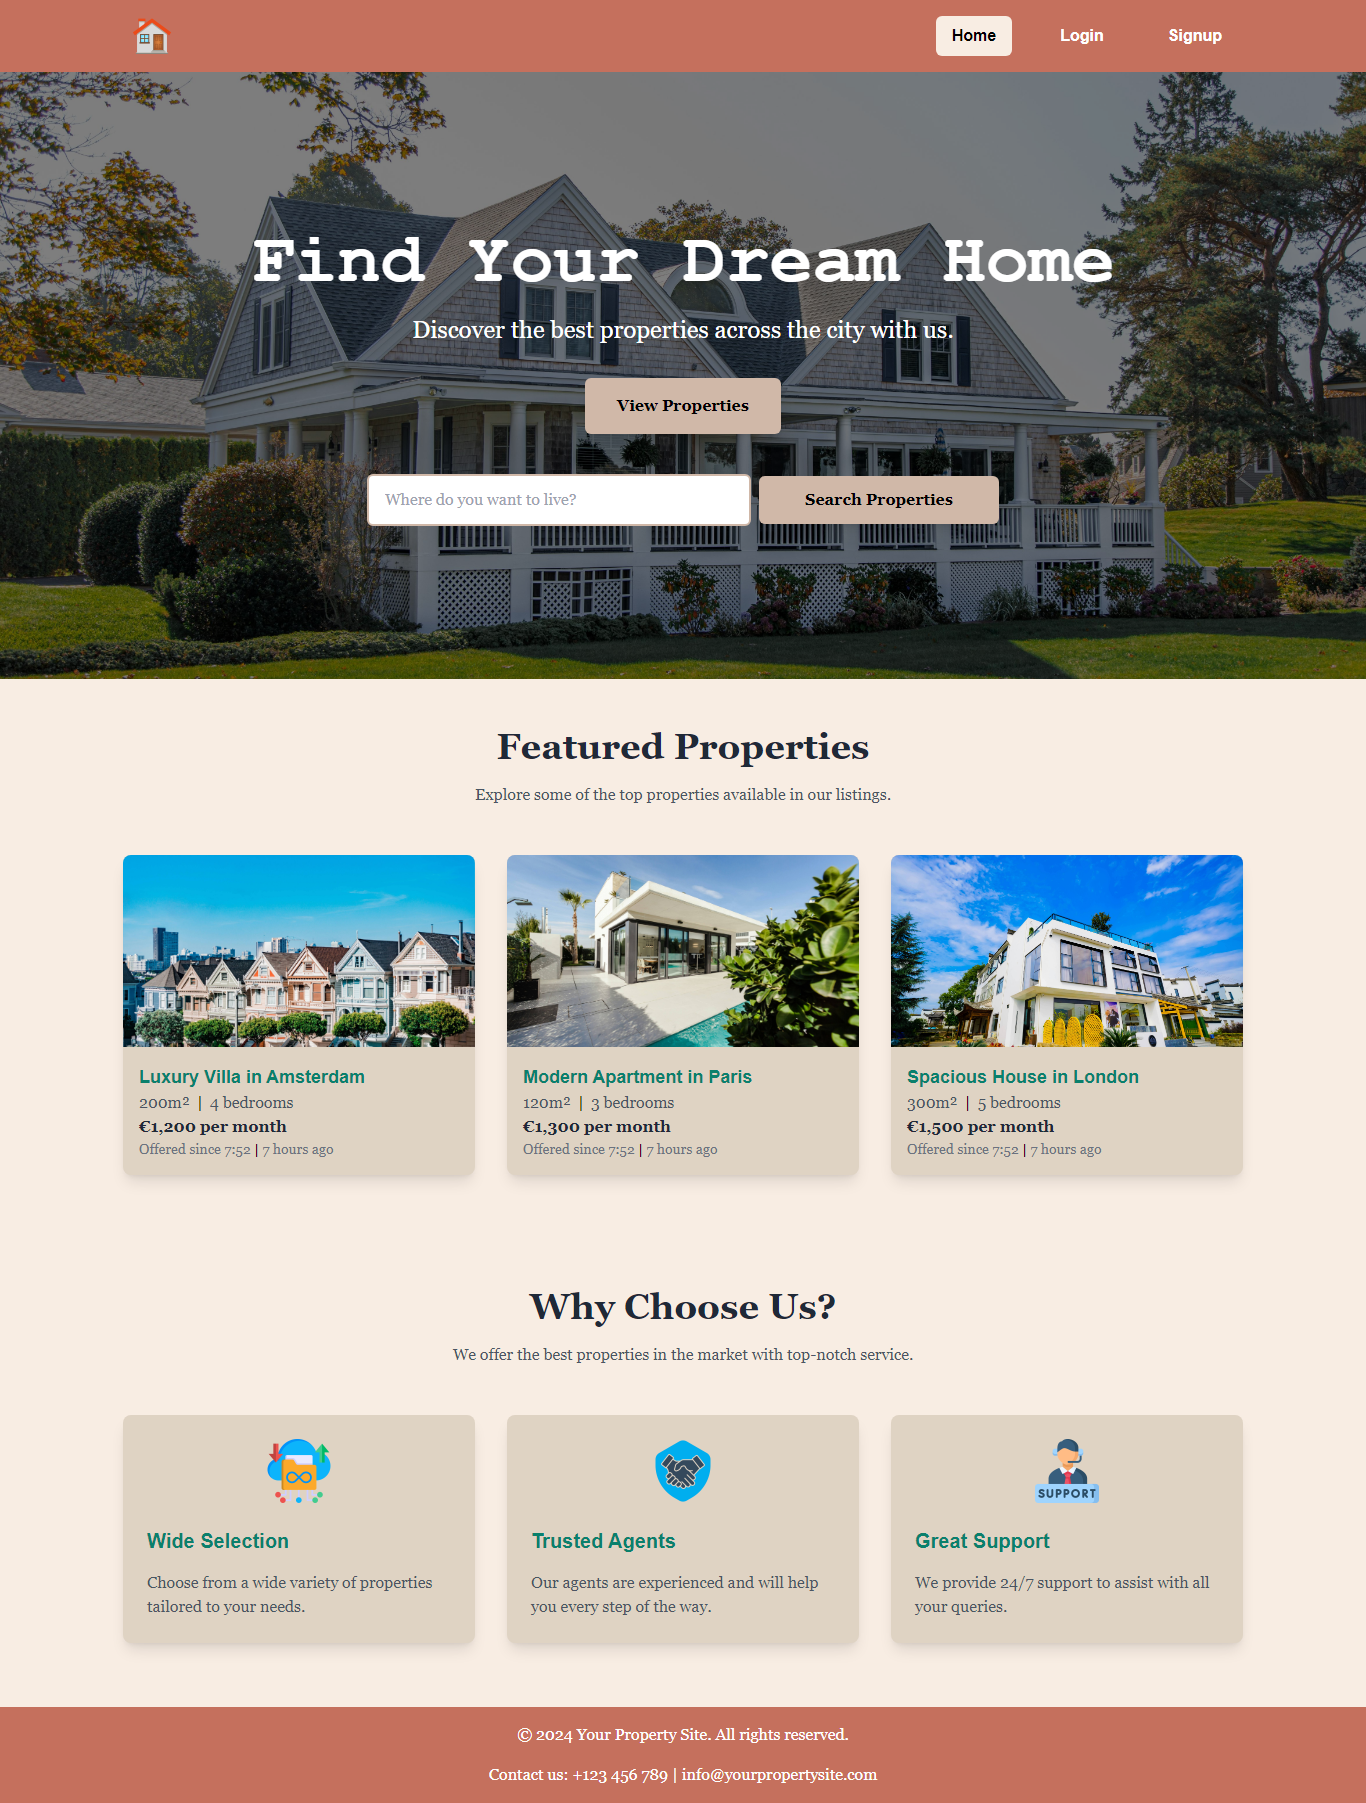 Home
Login
Signup
Find Your Dream Home
Discover the best properties across the city with us.
View Properties
Where do you want to live?
Search Properties
Featured Properties
Explore some of the top properties available in our listings.
Luxury Villa in Amsterdam
200m² | 4 bedrooms
€1,200 per month
Offered since 7:52 | 7 hours ago
Modern Apartment in Paris
120m² | 3 bedrooms
€1,300 per month
Offered since 7:52 | 7 hours ago
Spacious House in London
300m² | 5 bedrooms
€1,500 per month
Offered since 7:52 | 7 hours ago
Why Choose Us?
We offer the best properties in the market with top-notch service.
Wide Selection
Choose from a wide variety of properties
tailored to your needs.
Trusted Agents
Our agents are experienced and will help
you every step of the way.
SUPPORT
Great Support
We provide 24/7 support to assist with all
your queries.
© 2024 Your Property Site. All rights reserved.
Contact us: +123 456 789 | info@yourpropertysite.com